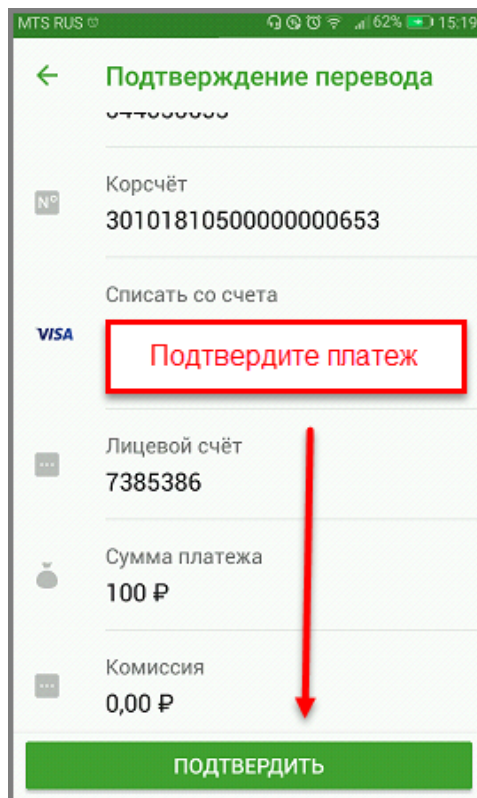 MTS RUS 62% 15:19
Подтверждение перевода
Корсчёт
№
30101810500000000653
Списать со счета
VISA
Подтвердите платеж
Лицевой счёт
7385386
Сумма платежа
100 ₽
Комиссия
0,00 ₽
ПОДТВЕРДИТЬ